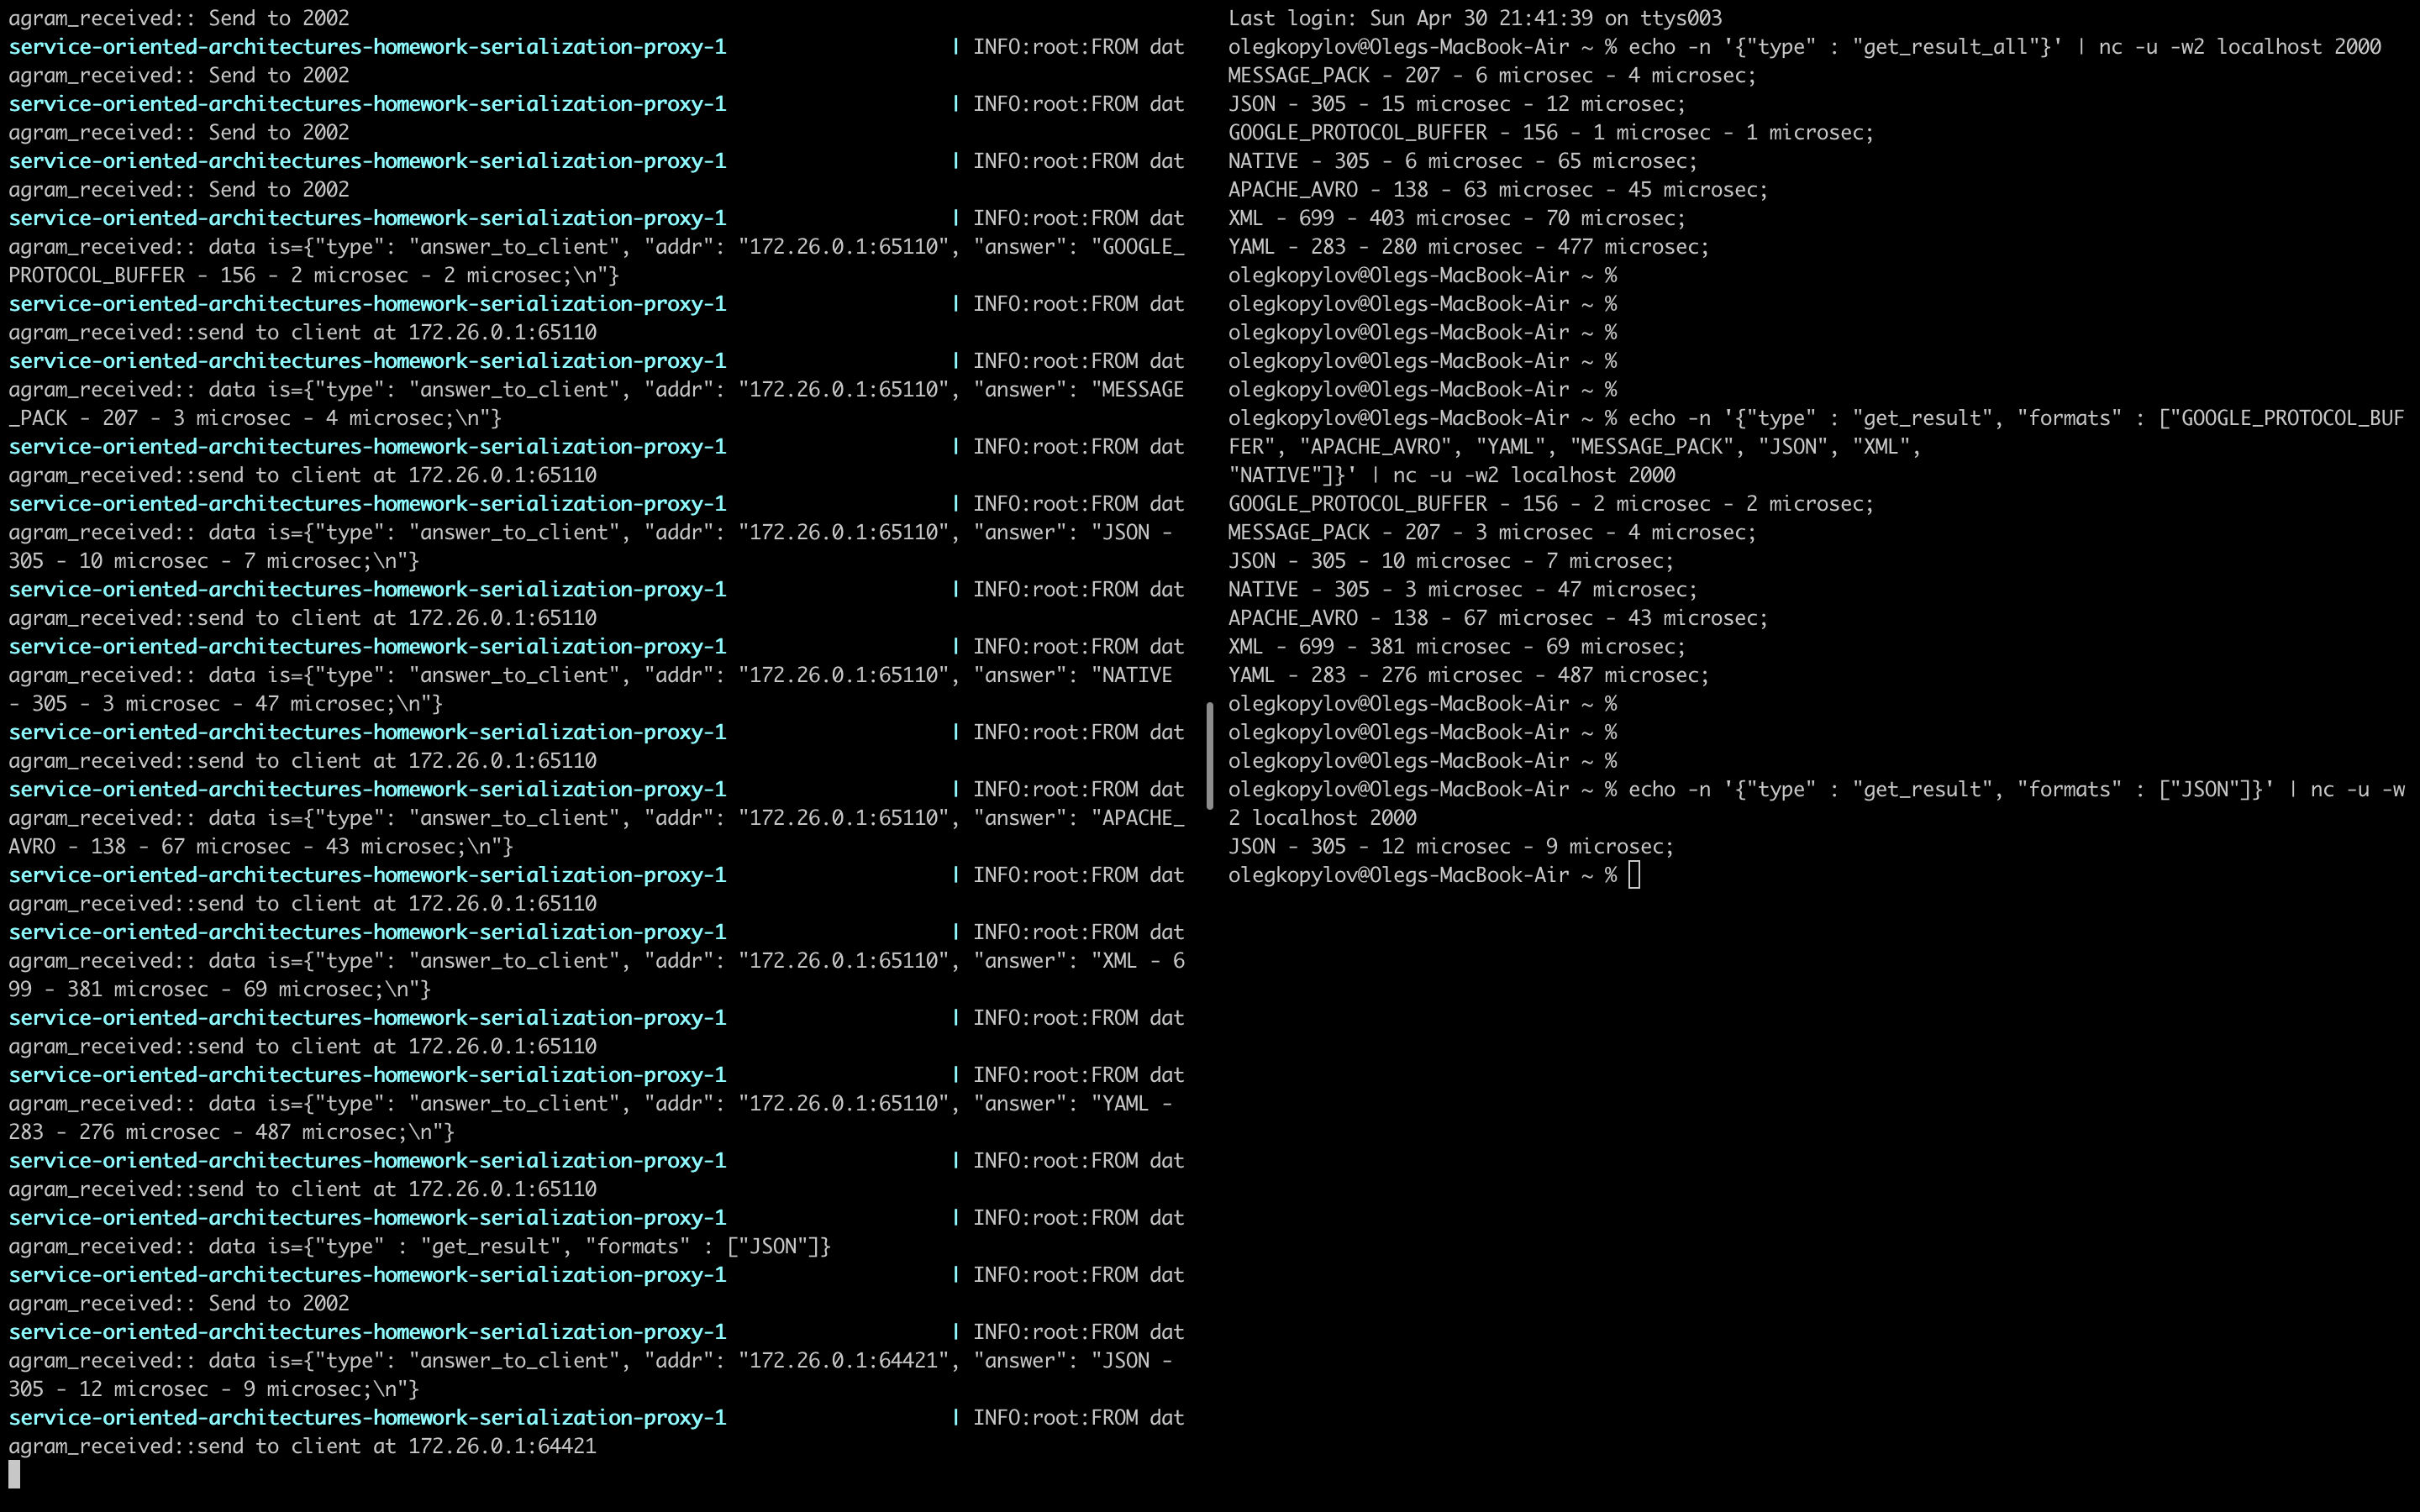 agram_received:: Send to 2002
service-oriented-architectures-homework-serialization-proxy-1 | INFO:root:FROM dat
agram_received:: Send to 2002
service-oriented-architectures-homework-serialization-proxy-1 | INFO:root:FROM dat
agram_received:: Send to 2002
service-oriented-architectures-homework-serialization-proxy-1 | INFO:root:FROM dat
agram_received:: Send to 2002
service-oriented-architectures-homework-serialization-proxy-1 | INFO:root:FROM dat
agram_received:: data is={"type": "answer_to_client", "addr": "172.26.0.1:65110", "answer": "GOOGLE_
PROTOCOL_BUFFER - 156 - 2 microsec - 2 microsec;\n"}
service-oriented-architectures-homework-serialization-proxy-1 | INFO:root:FROM dat
agram_received::send to client at 172.26.0.1:65110
service-oriented-architectures-homework-serialization-proxy-1 | INFO:root:FROM dat
agram_received:: data is={"type": "answer_to_client", "addr": "172.26.0.1:65110", "answer": "MESSAGE
_PACK - 207 - 3 microsec - 4 microsec;\n"}
service-oriented-architectures-homework-serialization-proxy-1 | INFO:root:FROM dat
agram_received::send to client at 172.26.0.1:65110
service-oriented-architectures-homework-serialization-proxy-1 | INFO:root:FROM dat
agram_received:: data is={"type": "answer_to_client", "addr": "172.26.0.1:65110", "answer": "JSON -
305 - 10 microsec - 7 microsec;\n"}
service-oriented-architectures-homework-serialization-proxy-1 | INFO:root:FROM dat
agram_received::send to client at 172.26.0.1:65110
service-oriented-architectures-homework-serialization-proxy-1 | INFO:root:FROM dat
agram_received:: data is={"type": "answer_to_client", "addr": "172.26.0.1:65110", "answer": "NATIVE
- 305 - 3 microsec - 47 microsec;\n"}
service-oriented-architectures-homework-serialization-proxy-1 | INFO:root:FROM dat
agram_received::send to client at 172.26.0.1:65110
service-oriented-architectures-homework-serialization-proxy-1 | INFO:root:FROM dat
agram_received:: data is={"type": "answer_to_client", "addr": "172.26.0.1:65110", "answer": "APACHE_
AVRO - 138 - 67 microsec - 43 microsec;\n"}
service-oriented-architectures-homework-serialization-proxy-1 | INFO:root:FROM dat
agram_received::send to client at 172.26.0.1:65110
service-oriented-architectures-homework-serialization-proxy-1 | INFO:root:FROM dat
agram_received:: data is={"type": "answer_to_client", "addr": "172.26.0.1:65110", "answer": "XML - 6
99 - 381 microsec - 69 microsec;\n"}
service-oriented-architectures-homework-serialization-proxy-1 | INFO:root:FROM dat
agram_received::send to client at 172.26.0.1:65110
service-oriented-architectures-homework-serialization-proxy-1 | INFO:root:FROM dat
agram_received:: data is={"type": "answer_to_client", "addr": "172.26.0.1:65110", "answer": "YAML -
283 - 276 microsec - 487 microsec;\n"}
service-oriented-architectures-homework-serialization-proxy-1 | INFO:root:FROM dat
agram_received::send to client at 172.26.0.1:65110
service-oriented-architectures-homework-serialization-proxy-1 | INFO:root:FROM dat
agram_received:: data is={"type" : "get_result", "formats" : ["JSON"]}
service-oriented-architectures-homework-serialization-proxy-1 | INFO:root:FROM dat
agram_received:: Send to 2002
service-oriented-architectures-homework-serialization-proxy-1 | INFO:root:FROM dat
agram_received:: data is={"type": "answer_to_client", "addr": "172.26.0.1:64421", "answer": "JSON -
305 - 12 microsec - 9 microsec;\n"}
service-oriented-architectures-homework-serialization-proxy-1 | INFO:root:FROM dat
agram_received::send to client at 172.26.0.1:64421
Last login: Sun Apr 30 21:41:39 on ttys003
olegkopylov@Olegs-MacBook-Air ~ % echo -n '{"type" : "get_result_all"}' | nc -u -w2 localhost 2000
MESSAGE_PACK - 207 - 6 microsec - 4 microsec;
JSON - 305 - 15 microsec - 12 microsec;
GOOGLE_PROTOCOL_BUFFER - 156 - 1 microsec - 1 microsec;
NATIVE - 305 - 6 microsec - 65 microsec;
APACHE_AVRO - 138 - 63 microsec - 45 microsec;
XML - 699 - 403 microsec - 70 microsec;
YAML - 283 - 280 microsec - 477 microsec;
olegkopylov@Olegs-MacBook-Air ~ %
olegkopylov@Olegs-MacBook-Air ~ %
olegkopylov@Olegs-MacBook-Air ~ %
olegkopylov@Olegs-MacBook-Air ~ %
olegkopylov@Olegs-MacBook-Air ~ %
olegkopylov@Olegs-MacBook-Air ~ % echo -n '{"type" : "get_result", "formats" : ["GOOGLE_PROTOCOL_BUF
FER", "APACHE_AVRO", "YAML", "MESSAGE_PACK", "JSON", "XML",
"NATIVE"]}' | nc -u -w2 localhost 2000
GOOGLE_PROTOCOL_BUFFER - 156 - 2 microsec - 2 microsec;
MESSAGE_PACK - 207 - 3 microsec - 4 microsec;
JSON - 305 - 10 microsec - 7 microsec;
NATIVE - 305 - 3 microsec - 47 microsec;
APACHE_AVRO - 138 - 67 microsec - 43 microsec;
XML - 699 - 381 microsec - 69 microsec;
YAML - 283 - 276 microsec - 487 microsec;
olegkopylov@Olegs-MacBook-Air ~ %
olegkopylov@Olegs-MacBook-Air ~ %
olegkopylov@Olegs-MacBook-Air ~ %
olegkopylov@Olegs-MacBook-Air ~ % echo -n '{"type" : "get_result", "formats" : ["JSON"]}' | nc -u -w
2 localhost 2000
JSON - 305 - 12 microsec - 9 microsec;
olegkopylov@Olegs-MacBook-Air ~ %